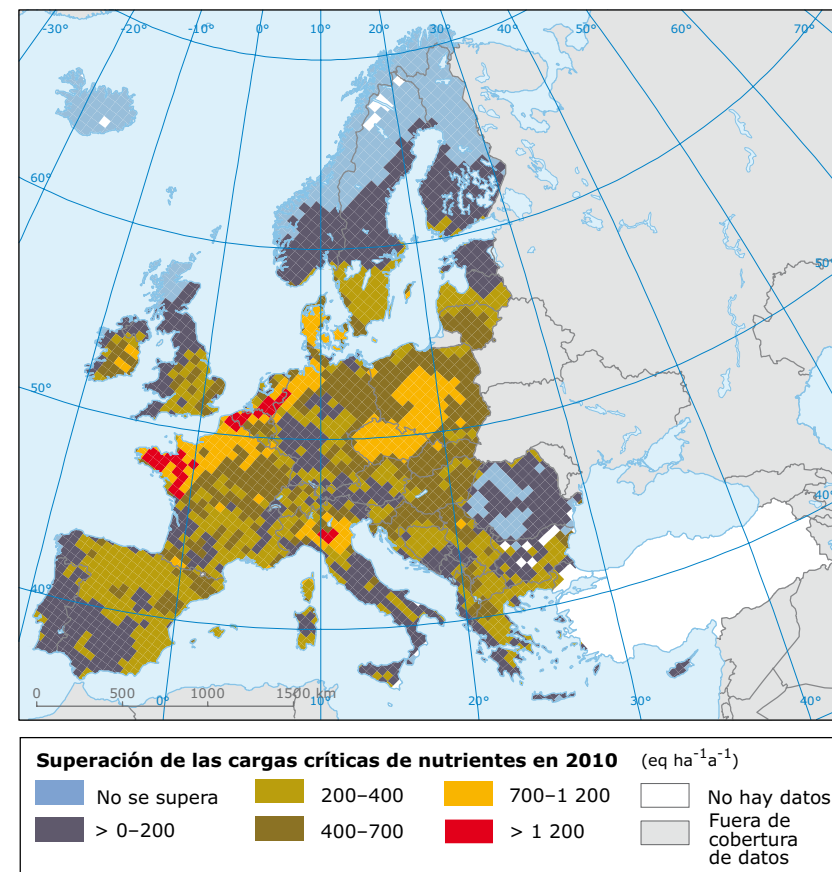 -30° -20° -10° 0° 10° 20° 30° 40° 50° 60° 70°
60°
50°
50°
40°
40°
0 500 1000 1500 km
0° 10° 20° 30° 40°
Superación de las cargas críticas de nutrientes en 2010 (eq ha⁻¹a⁻¹)
No se supera 200–400 700–1 200 No hay datos
> 0–200 400–700 > 1 200 Fuera de
cobertura
de datos